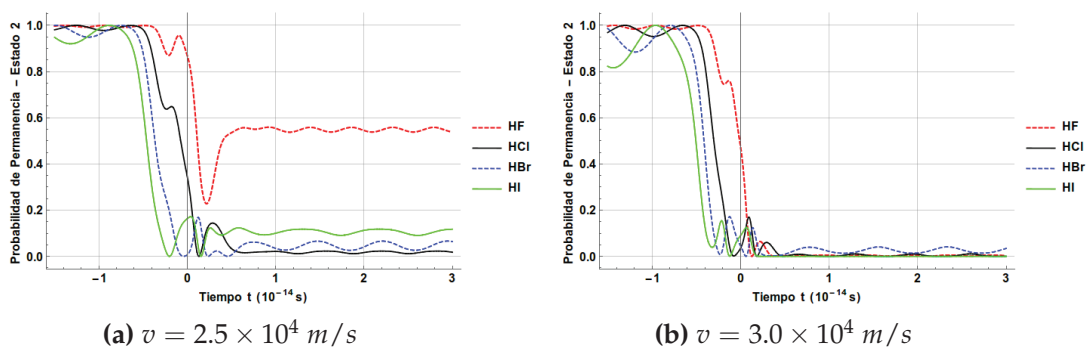 Probabilidad de Permanencia - Estado 2
1.0
0.8
0.6
0.4
0.2
0.0
-1
0
1
2
3
Tiempo t (10⁻¹⁴ s)
HF
HCl
HBr
HI
(a) v = 2.5 × 10⁴ m/s
Probabilidad de Permanencia - Estado 2
1.0
0.8
0.6
0.4
0.2
0.0
-1
0
1
2
3
Tiempo t (10⁻¹⁴ s)
HF
HCl
HBr
HI
(b) v = 3.0 × 10⁴ m/s